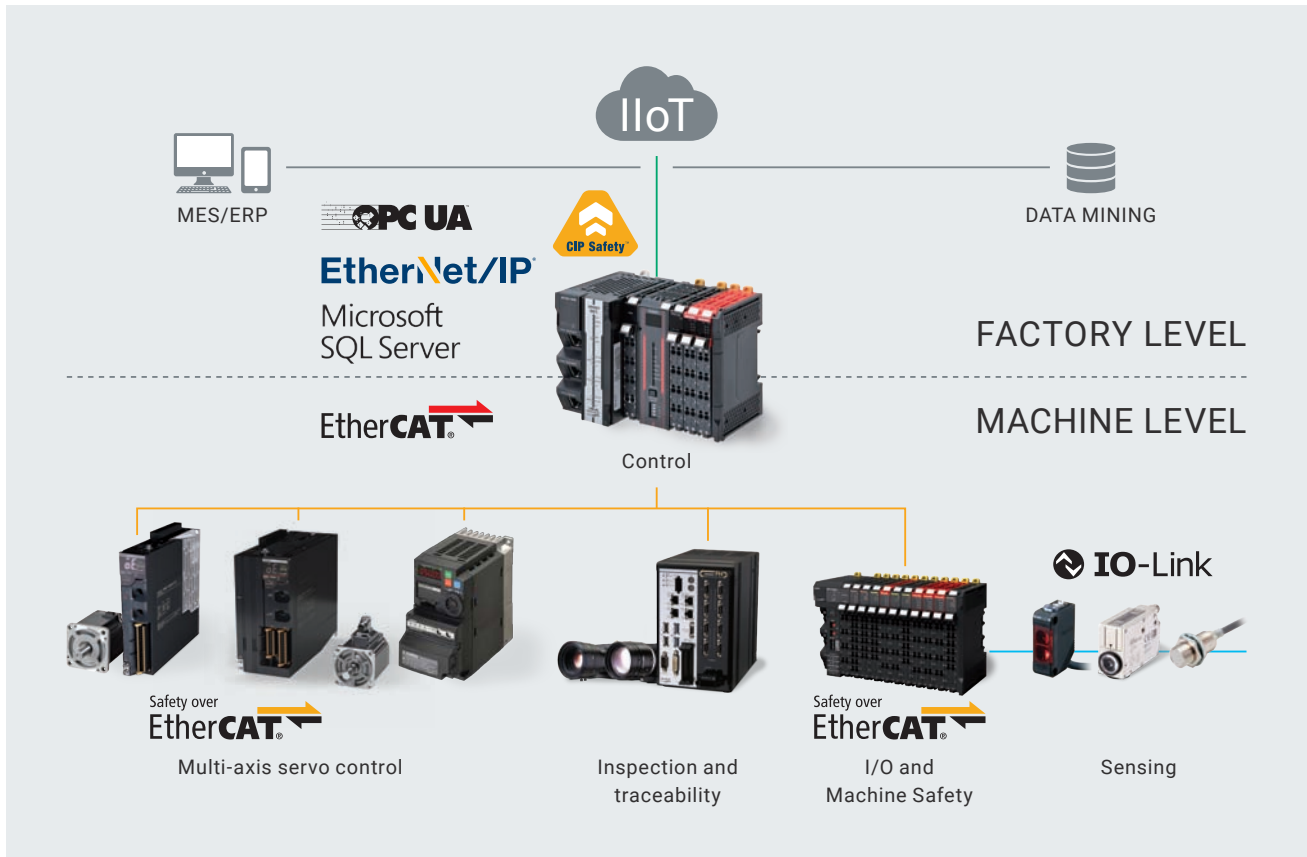 IIoT
MES/ERP
DATA MINING
OPC UA
CIP Safety™
EtherNet/IP
Microsoft
SQL Server
FACTORY LEVEL
EtherCAT®
MACHINE LEVEL
Control
IO-Link
Safety over
EtherCAT®
Multi-axis servo control
Inspection and
traceability
Safety over
EtherCAT®
I/O and
Machine Safety
Sensing